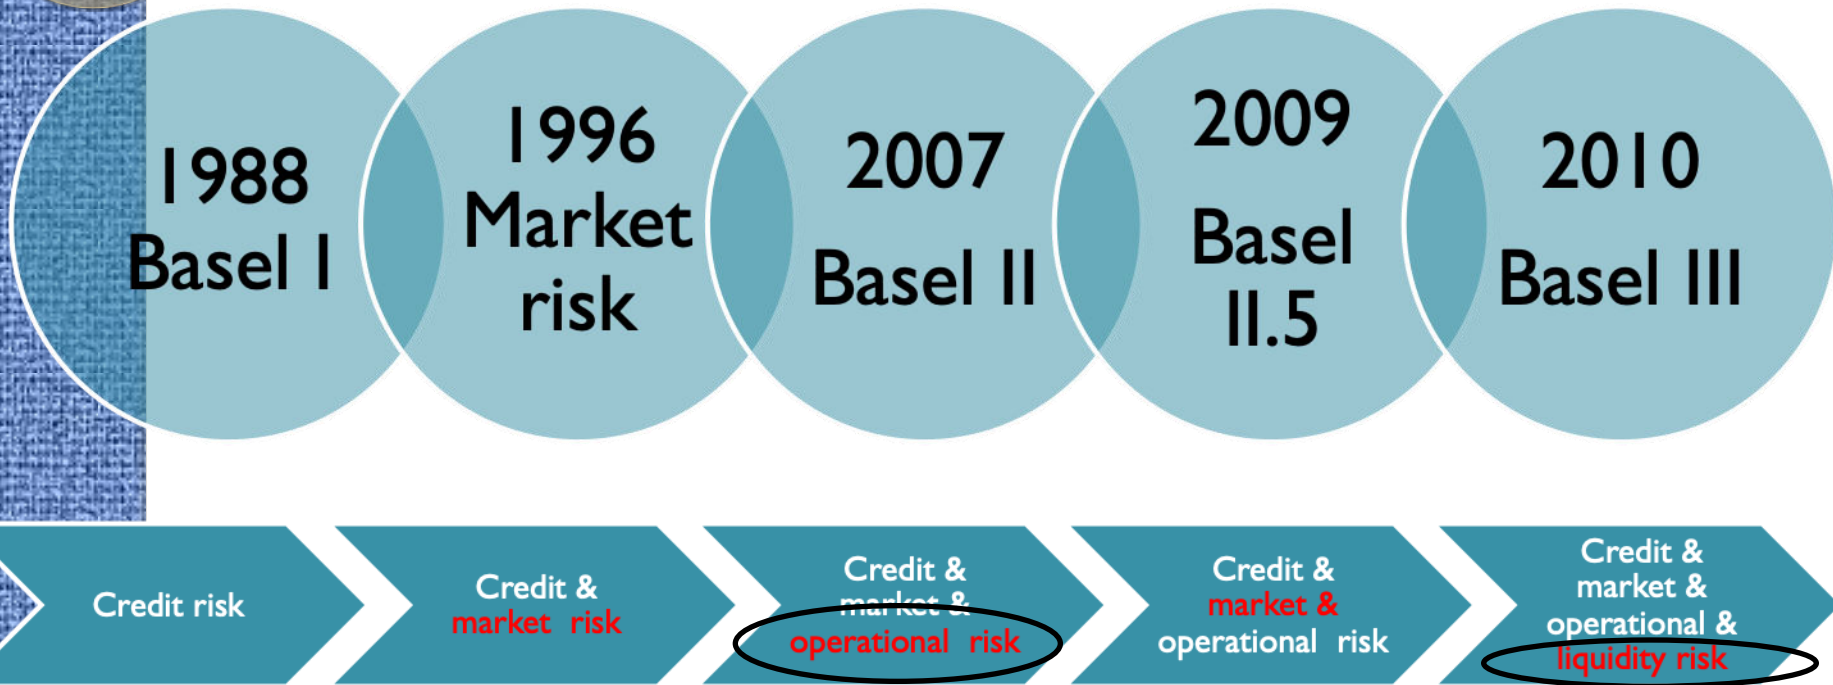 1988
Basel I
1996
Market
risk
2007
Basel II
2009
Basel
II.5
2010
Basel III
Credit risk
Credit &
market risk
Credit &
market &
operational risk
Credit &
market &
operational risk
Credit &
market &
operational &
liquidity risk